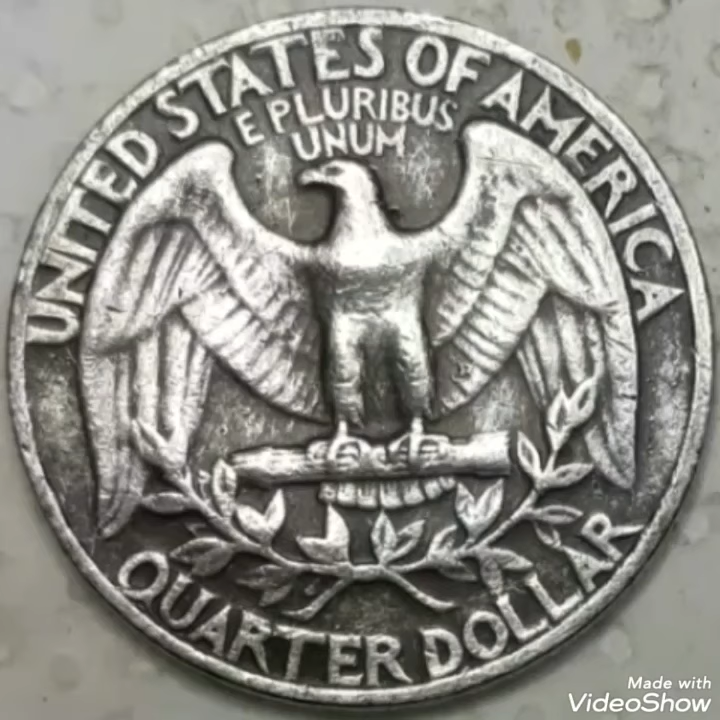 UNITED STATES OF AMERICA
E PLURIBUS
UNUM
QUARTER DOLLAR
Made with
VideoShow